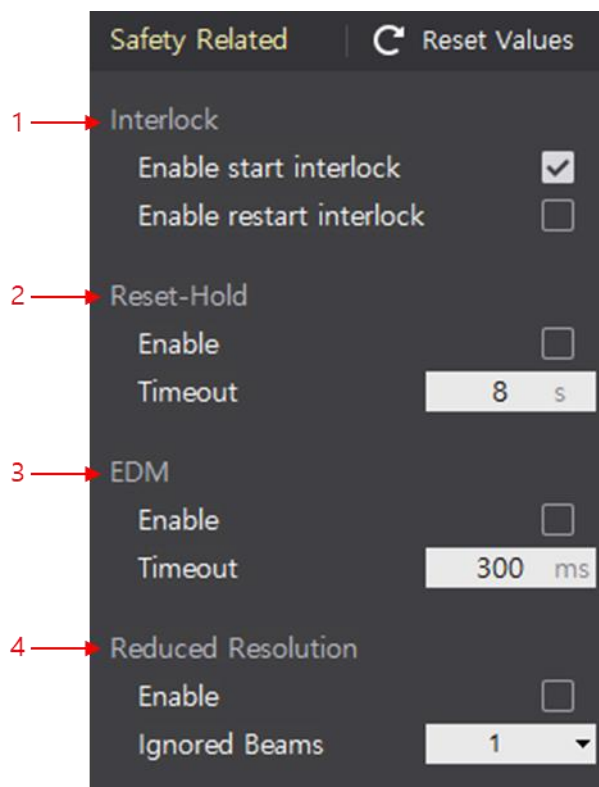 Safety Related Reset Values
1 Interlock
Enable start interlock
Enable restart interlock
2 Reset-Hold
Enable
Timeout 8 s
3 EDM
Enable
Timeout 300 ms
4 Reduced Resolution
Enable
Ignored Beams 1